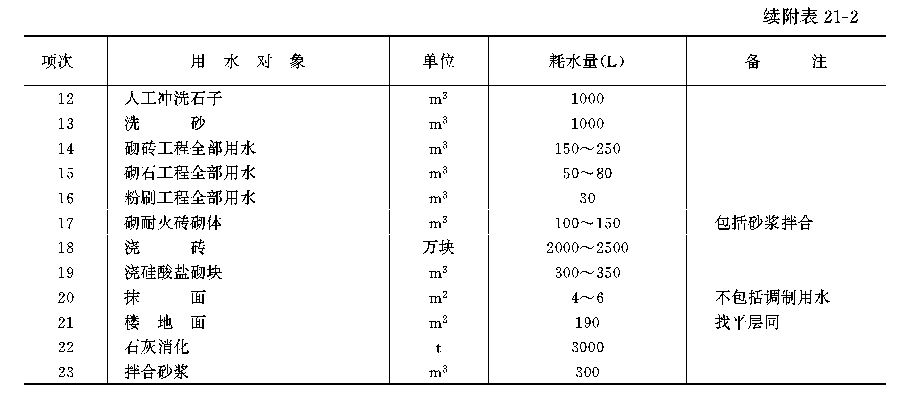 续附表 21-2
项次 用水对象 单位 耗水量(L) 备注
12 人工冲洗石子 m³ 1000
13 洗砂 m³ 1000
14 砌砖工程全部用水 m³ 150～250
15 砌石工程全部用水 m³ 50～80
16 粉刷工程全部用水 m³ 30
17 砌耐火砖砌体 m³ 100～150 包括砂浆拌合
18 浇砖 万块 2000～2500
19 浇硅酸盐砌块 m³ 300～350
20 抹面 m² 4～6 不包括调制用水
21 楼地面 m² 190 找平层同
22 石灰消化 t 3000
23 拌合砂浆 m³ 300